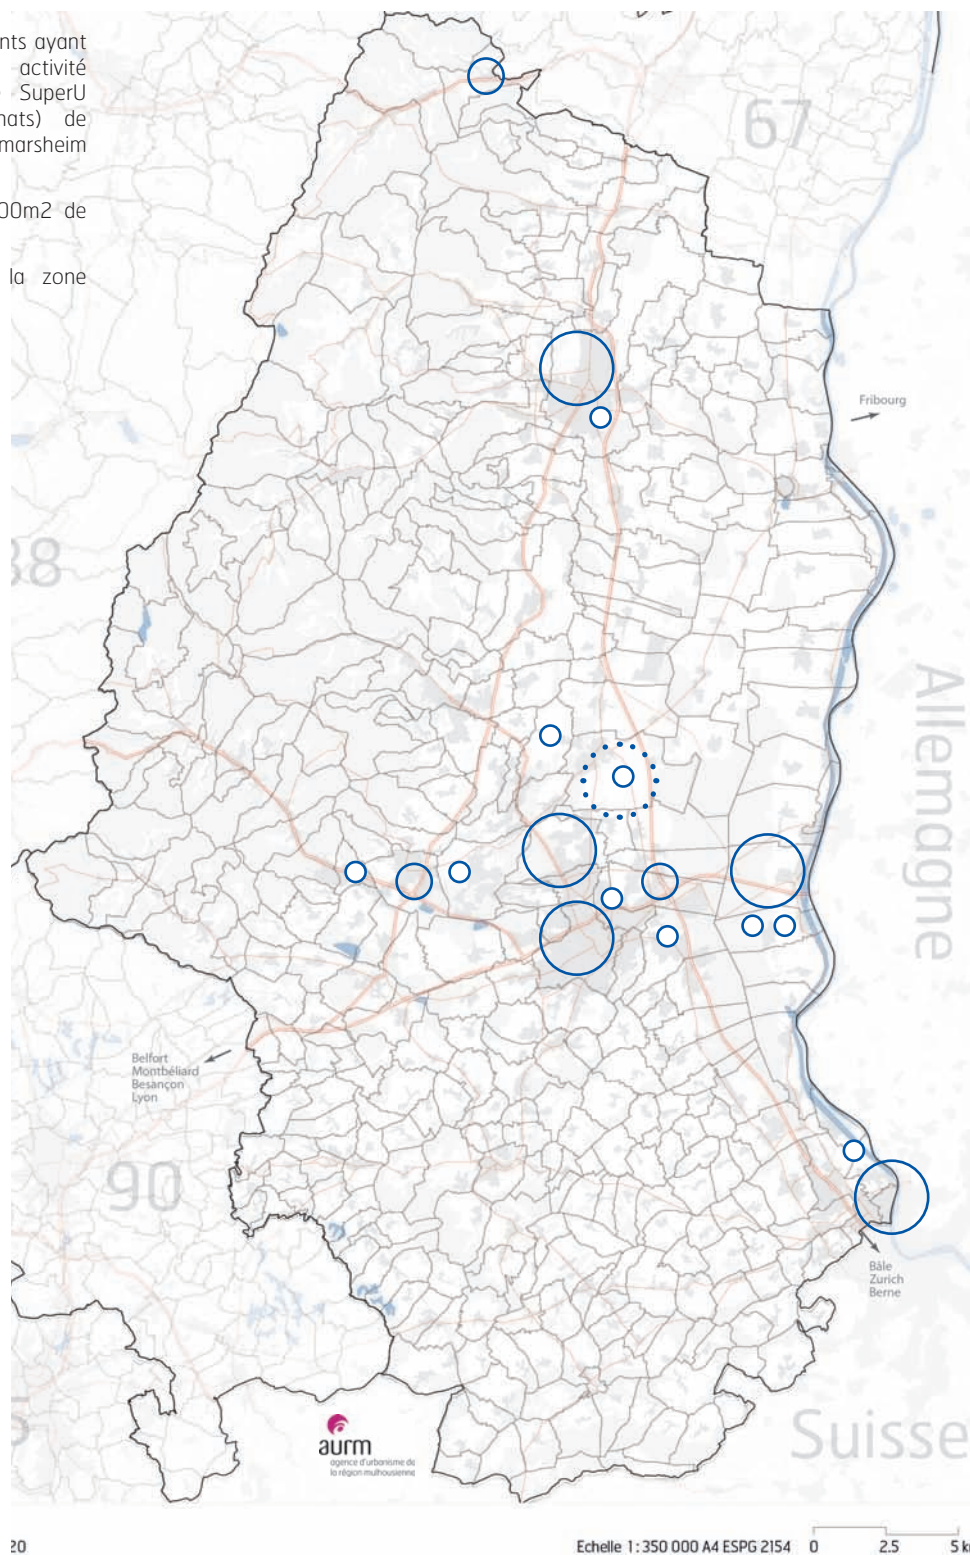 nts ayant
activité
SuperU
nats) de
marsheim
00m2 de
la zone
67
Fribourg
88
Allemagne
Belfort
Montbéliard
Besançon
Lyon
90
Bâle
Zurich
Berne
aurm
agence d'urbanisme de
la région mulhousienne
Suisse
20
Echelle 1 : 350 000 A4 ESPG 2154
0 2.5 5 k